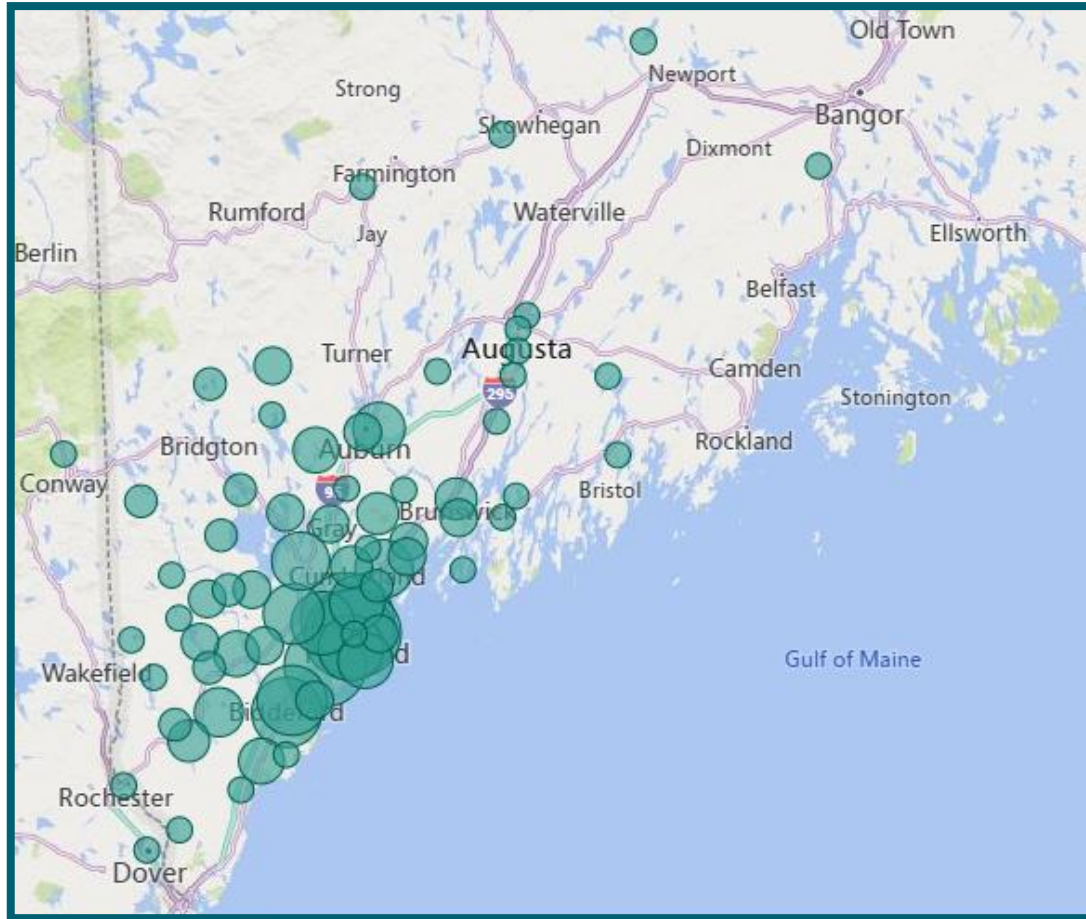 Old Town
Newport
Strong
Bangor
Skowhegan
Dixmont
Farmington
Rumford
Waterville
Jay
Ellsworth
Berlin
Belfast
Turner
Augusta
Camden
295
Stonington
Bridgton
Auburn
Rockland
Conway
Bristol
Brunswick
Gray
Wakefield
Gulf of Maine
Biddeford
Rochester
Dover